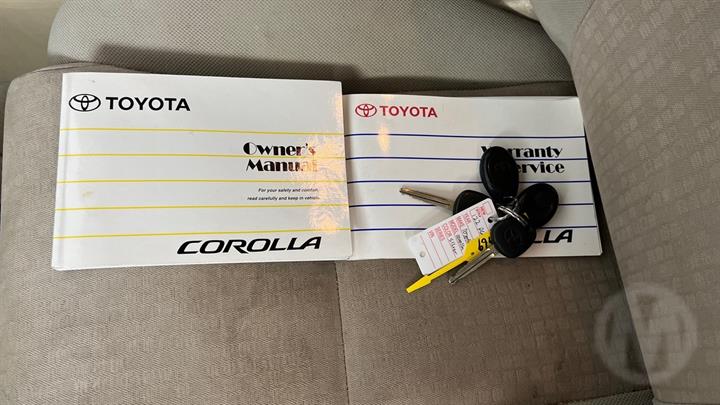 TOYOTA
Owner's
Manual
For your safety and comfort,
read carefully and keep in vehicle.
COROLLA
TOYOTA
Warranty
Service